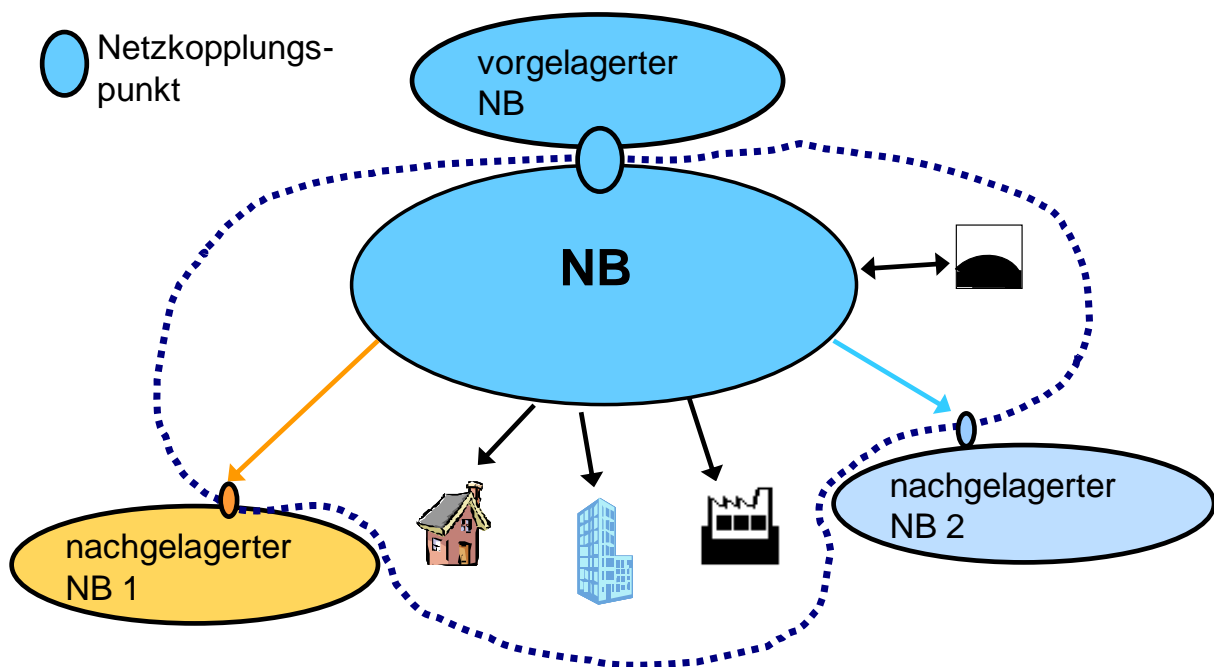 Netzkopplungs-
punkt
vorgelagerter
NB
NB
nachgelagerter
NB 2
nachgelagerter
NB 1